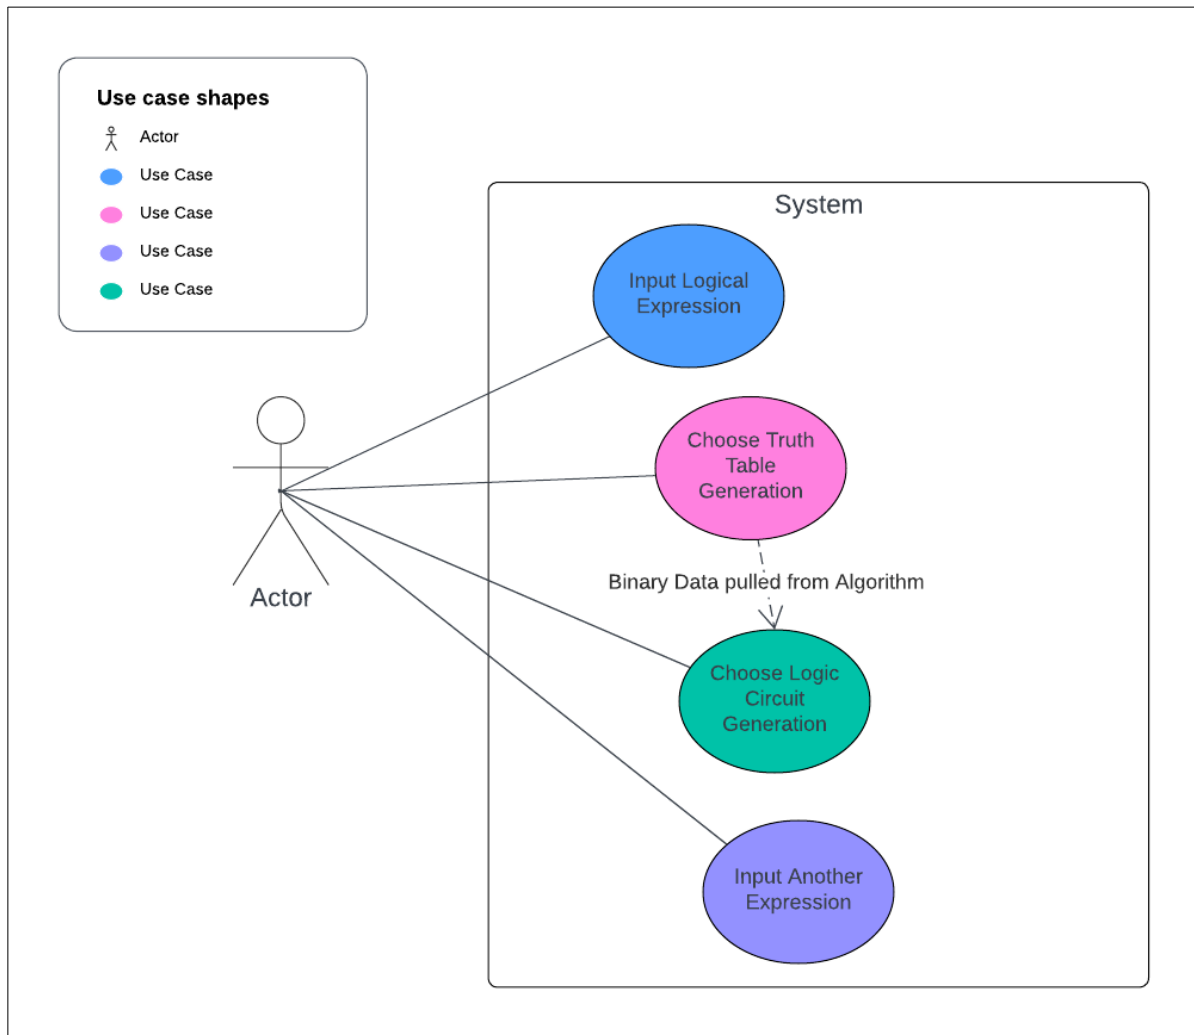 Use case shapes
Actor
Use Case
Use Case
Use Case
Use Case
System
Input Logical
Expression
Choose Truth
Table
Generation
Binary Data pulled from Algorithm
Actor
Choose Logic
Circuit
Generation
Input Another
Expression